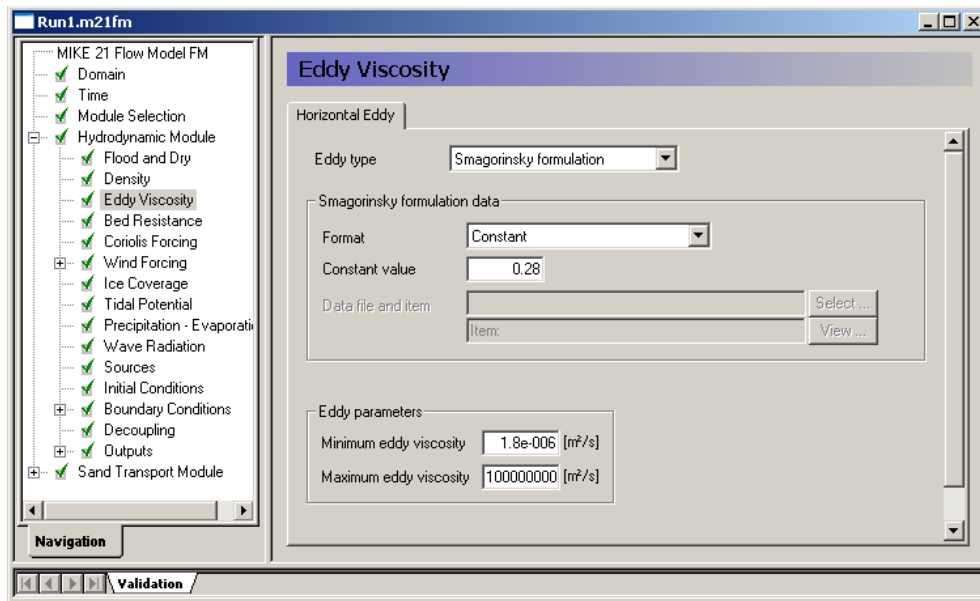 Run1.m21fm
MIKE 21 Flow Model FM
Domain
Time
Module Selection
Hydrodynamic Module
Flood and Dry
Density
Eddy Viscosity
Bed Resistance
Coriolis Forcing
Wind Forcing
Ice Coverage
Tidal Potential
Precipitation - Evaporati
Wave Radiation
Sources
Initial Conditions
Boundary Conditions
Decoupling
Outputs
Sand Transport Module
Navigation
Eddy Viscosity
Horizontal Eddy
Eddy type Smagorinsky formulation
Smagorinsky formulation data
Format Constant
Constant value 0.28
Data file and item Select ...
Item: View ...
Eddy parameters
Minimum eddy viscosity 1.8e-006 [m²/s]
Maximum eddy viscosity 100000000 [m²/s]
Validation